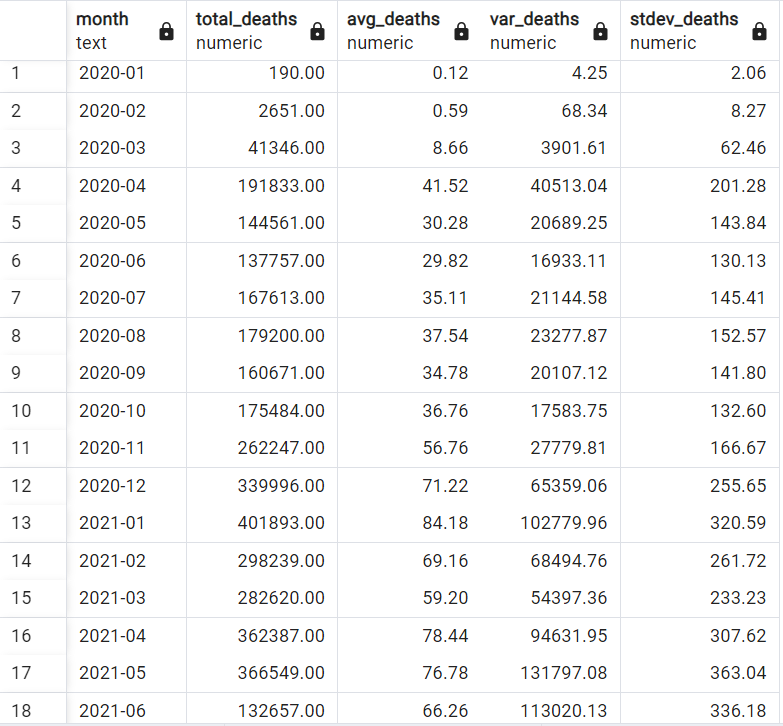 month total_deaths avg_deaths var_deaths stdev_deaths
text numeric numeric numeric numeric
1 2020-01 190.00 0.12 4.25 2.06
2 2020-02 2651.00 0.59 68.34 8.27
3 2020-03 41346.00 8.66 3901.61 62.46
4 2020-04 191833.00 41.52 40513.04 201.28
5 2020-05 144561.00 30.28 20689.25 143.84
6 2020-06 137757.00 29.82 16933.11 130.13
7 2020-07 167613.00 35.11 21144.58 145.41
8 2020-08 179200.00 37.54 23277.87 152.57
9 2020-09 160671.00 34.78 20107.12 141.80
10 2020-10 175484.00 36.76 17583.75 132.60
11 2020-11 262247.00 56.76 27779.81 166.67
12 2020-12 339996.00 71.22 65359.06 255.65
13 2021-01 401893.00 84.18 102779.96 320.59
14 2021-02 298239.00 69.16 68494.76 261.72
15 2021-03 282620.00 59.20 54397.36 233.23
16 2021-04 362387.00 78.44 94631.95 307.62
17 2021-05 366549.00 76.78 131797.08 363.04
18 2021-06 132657.00 66.26 113020.13 336.18